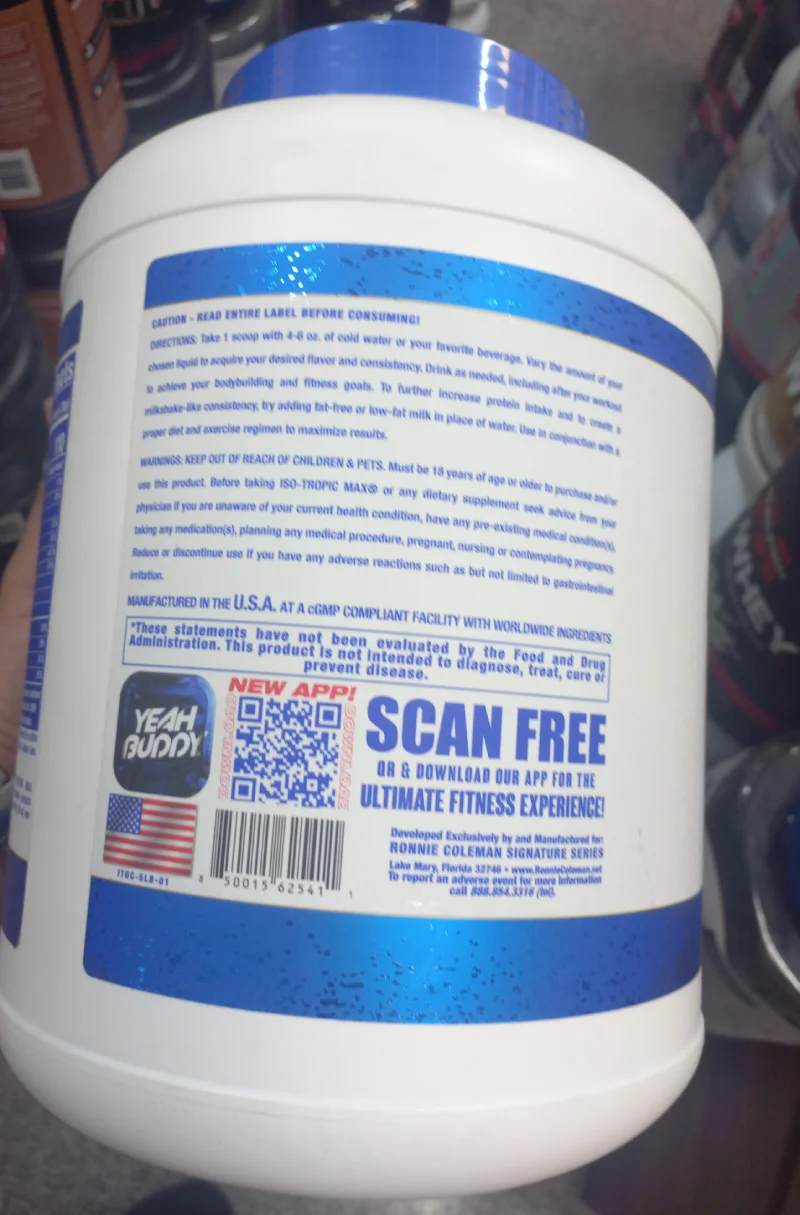 CAUTION - READ ENTIRE LABEL BEFORE CONSUMING!
DIRECTIONS: Take 1 scoop with 4-6 oz. of cold water or your favorite beverage. Vary the amount of your
chosen liquid to acquire your desired flavor and consistency. Drink as needed, including after your workout
to achieve your bodybuilding and fitness goals. To further increase protein intake and to create a
milkshake-like consistency, try adding fat-free or low-fat milk in place of water. Use in conjunction with a
proper diet and exercise regimen to maximize results.
WARNINGS: KEEP OUT OF REACH OF CHILDREN & PETS. Must be 18 years of age or older to purchase and/or
use this product. Before taking ISO-TROPIC MAX® or any dietary supplement seek advice from your
physician if you are unaware of your current health condition, have any pre-existing medical condition(s),
taking any medication(s), planning any medical procedure, pregnant, nursing or contemplating pregnancy.
Reduce or discontinue use if you have any adverse reactions such as but not limited to gastrointestinal
irritation.
MANUFACTURED IN THE U.S.A. AT A cGMP COMPLIANT FACILITY WITH WORLDWIDE INGREDIENTS
*These statements have not been evaluated by the Food and Drug
Administration. This product is not intended to diagnose, treat, cure or
prevent disease.
YEAH
BUDDY
NEW APP!
DOWNLOAD
DOWNLOAD
SCAN FREE
QR & DOWNLOAD OUR APP FOR THE
ULTIMATE FITNESS EXPERIENCE!
Developed Exclusively by and Manufactured for:
RONNIE COLEMAN SIGNATURE SERIES
Lake Mary, Florida 32746 • www.RonnieColeman.net
To report an adverse event for more information
call 888.854.3316 (tel).
ITGC-5LB-01
8 50015 62541 1
WHEY